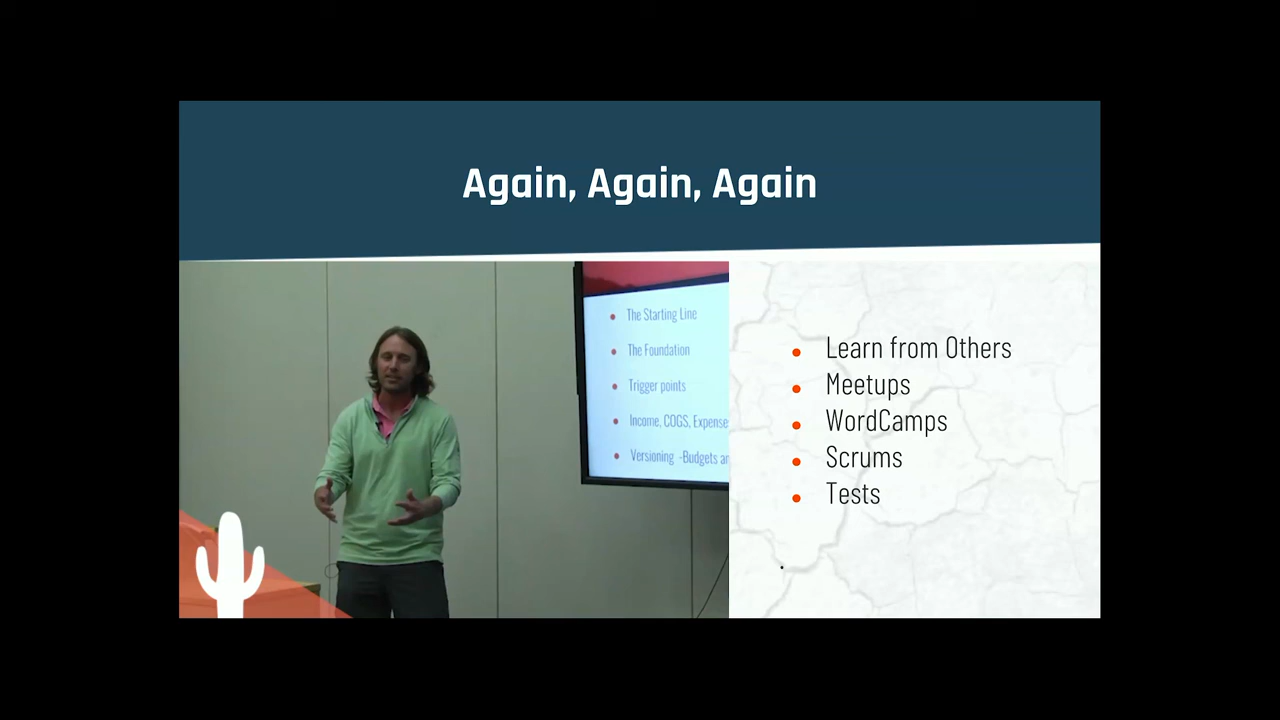 Again, Again, Again
The Starting Line
The Foundation
Trigger points
Income, COGS, Expense
Versioning -Budgets
Learn from Others
Meetups
WordCamps
Scrums
Tests